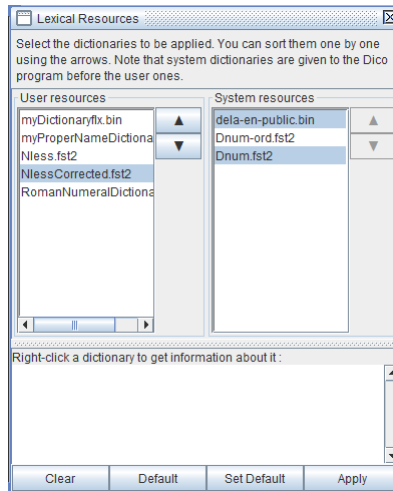 Lexical Resources
Select the dictionaries to be applied. You can sort them one by one
using the arrows. Note that system dictionaries are given to the Dico
program before the user ones.
User resources
myDictionaryflx.bin
myProperNameDictiona
Nless.fst2
NlessCorrected.fst2
RomanNumeralDictiona
System resources
dela-en-public.bin
Dnum-ord.fst2
Dnum.fst2
Right-click a dictionary to get information about it :
Clear Default Set Default Apply